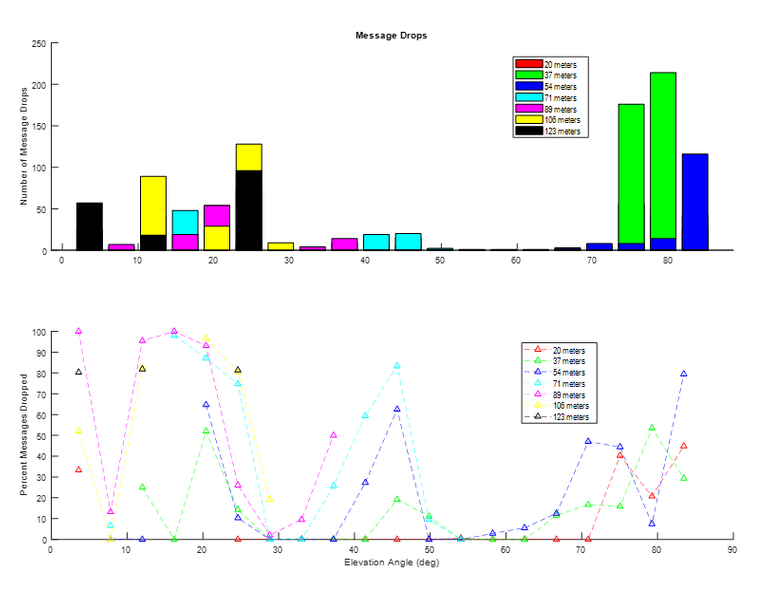 Message Drops
Number of Message Drops
250
200
150
100
50
0
0 10 20 30 40 50 60 70 80
20 meters
37 meters
54 meters
71 meters
89 meters
106 meters
123 meters
Percent Messages Dropped
100
90
80
70
60
50
40
30
20
10
0
0 10 20 30 40 50 60 70 80 90
Elevation Angle (deg)
20 meters
37 meters
54 meters
71 meters
89 meters
106 meters
123 meters